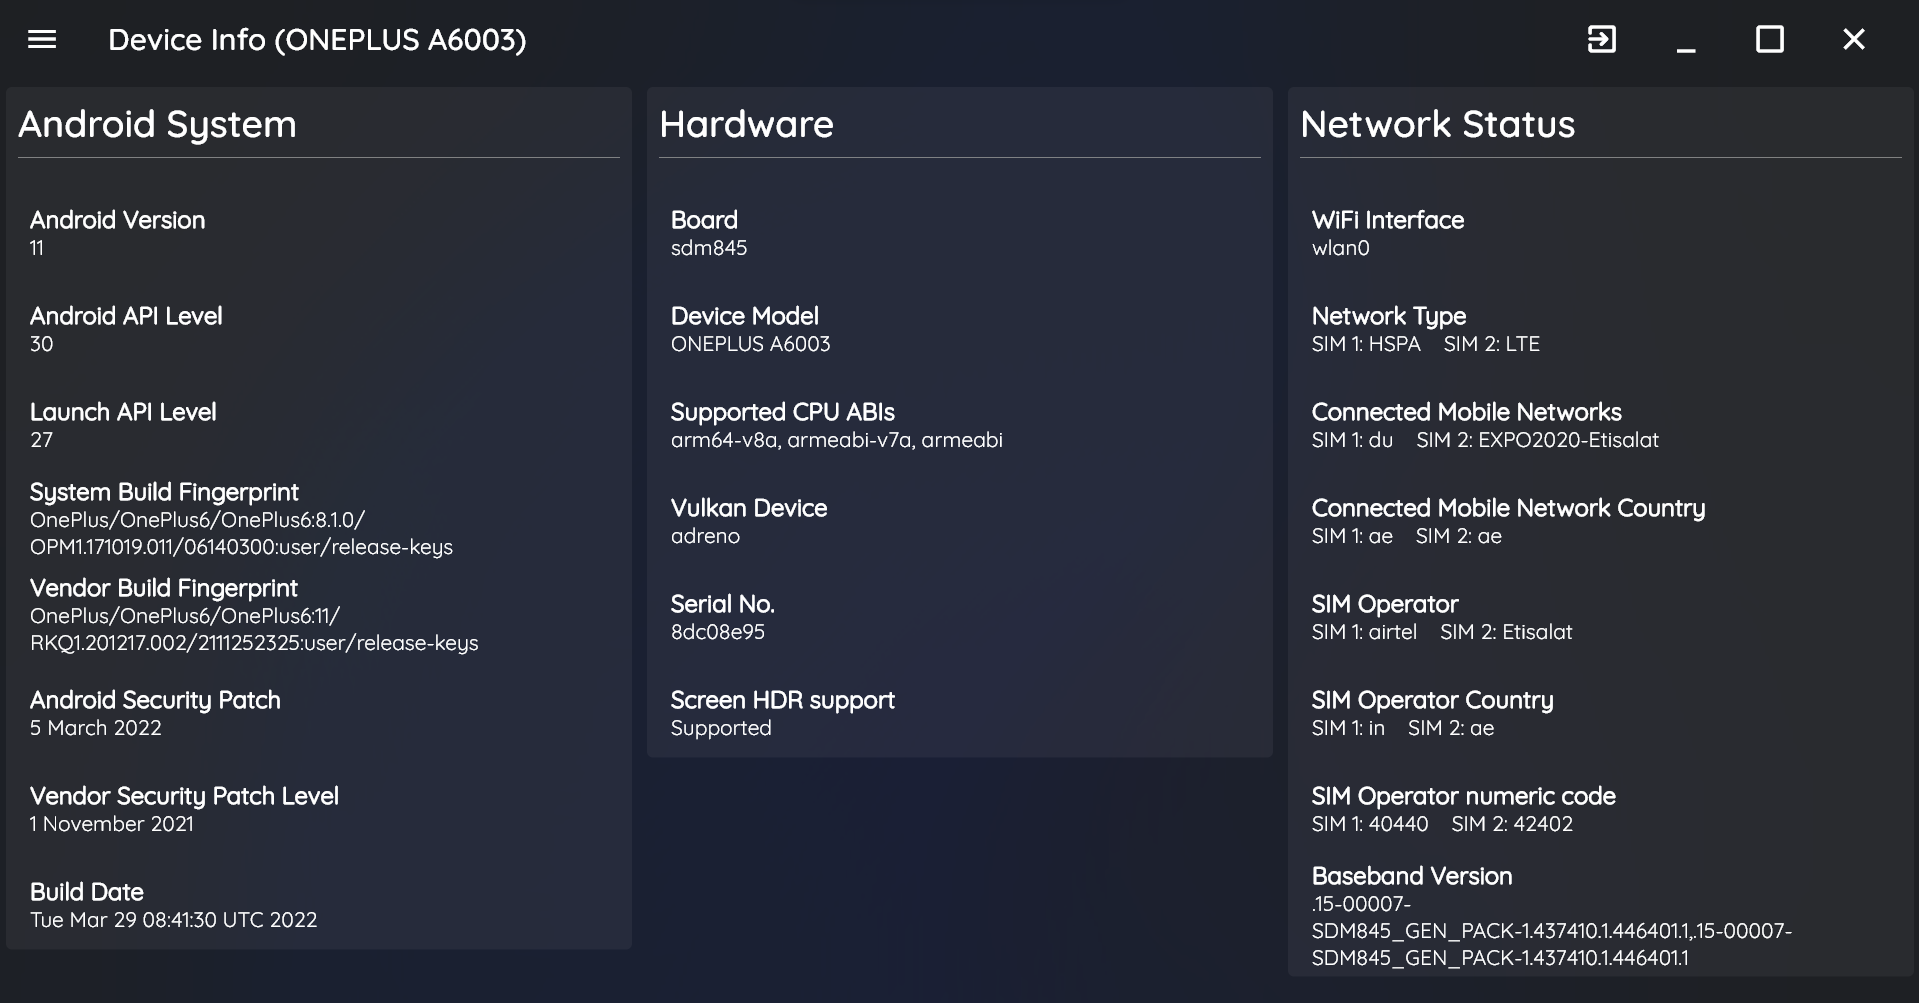 Device Info (ONEPLUS A6003)
Android System
Android Version
11
Android API Level
30
Launch API Level
27
System Build Fingerprint
OnePlus/OnePlus6/OnePlus6:8.1.0/
OPM1.171019.011/06140300:user/release-keys
Vendor Build Fingerprint
OnePlus/OnePlus6/OnePlus6:11/
RKQ1.201217.002/2111252325:user/release-keys
Android Security Patch
5 March 2022
Vendor Security Patch Level
1 November 2021
Build Date
Tue Mar 29 08:41:30 UTC 2022
Hardware
Board
sdm845
Device Model
ONEPLUS A6003
Supported CPU ABIs
arm64-v8a, armeabi-v7a, armeabi
Vulkan Device
adreno
Serial No.
8dc08e95
Screen HDR support
Supported
Network Status
WiFi Interface
wlan0
Network Type
SIM 1: HSPA SIM 2: LTE
Connected Mobile Networks
SIM 1: du SIM 2: EXPO2020-Etisalat
Connected Mobile Network Country
SIM 1: ae SIM 2: ae
SIM Operator
SIM 1: airtel SIM 2: Etisalat
SIM Operator Country
SIM 1: in SIM 2: ae
SIM Operator numeric code
SIM 1: 40440 SIM 2: 42402
Baseband Version
.15-00007-
SDM845_GEN_PACK-1.437410.1.446401.1,.15-00007-
SDM845_GEN_PACK-1.437410.1.446401.1